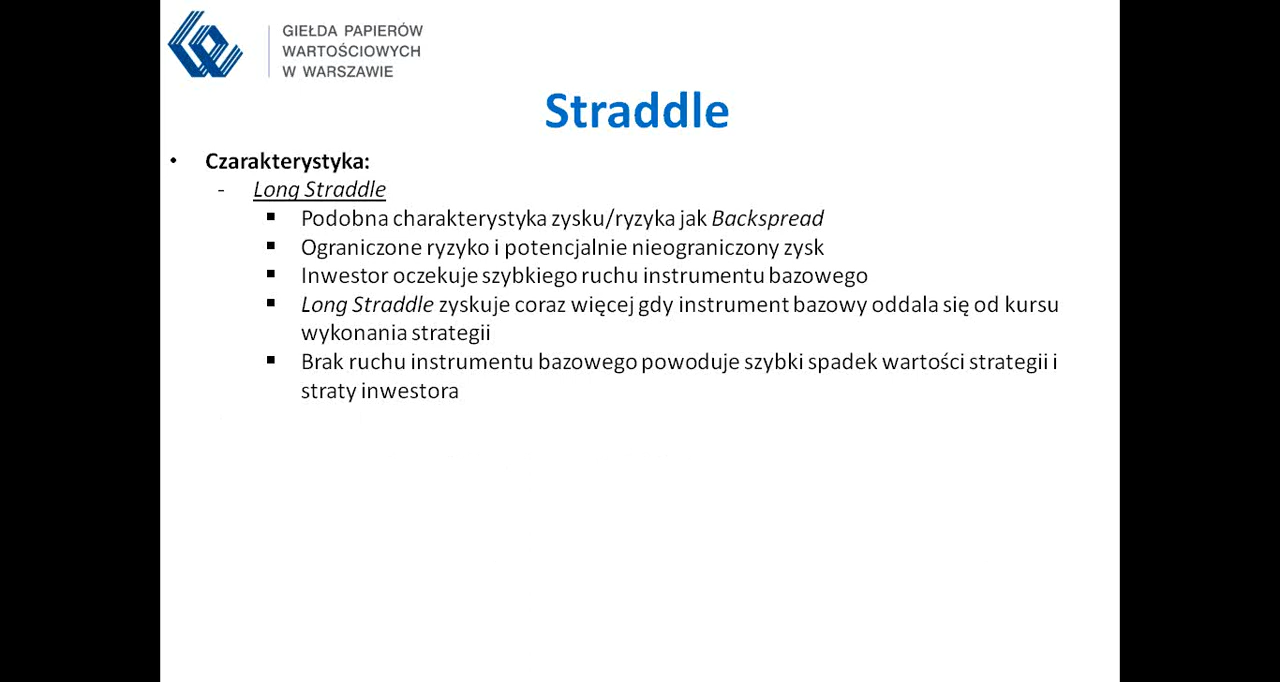 GIEŁDA PAPIERÓW
WARTOŚCIOWYCH
W WARSZAWIE
Straddle
• Czarakterystyka:
- Long Straddle
▪ Podobna charakterystyka zysku/ryzyka jak Backspread
▪ Ograniczone ryzyko i potencjalnie nieograniczony zysk
▪ Inwestor oczekuje szybkiego ruchu instrumentu bazowego
▪ Long Straddle zyskuje coraz więcej gdy instrument bazowy oddala się od kursu
wykonania strategii
▪ Brak ruchu instrumentu bazowego powoduje szybki spadek wartości strategii i
straty inwestora